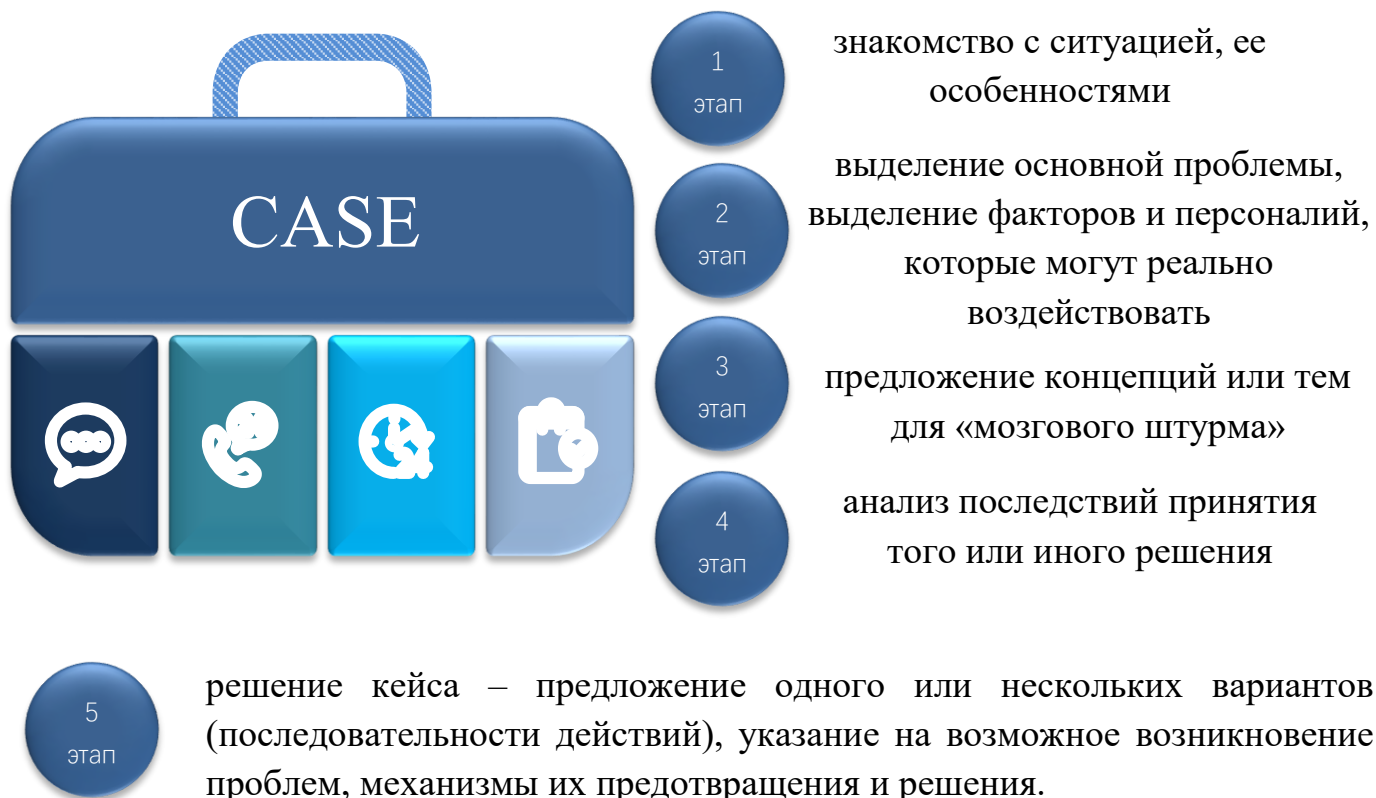 CASE
1
этап
знакомство с ситуацией, ее
особенностями
2
этап
выделение основной проблемы,
выделение факторов и персоналий,
которые могут реально
воздействовать
3
этап
предложение концепций или тем
для «мозгового штурма»
4
этап
анализ последствий принятия
того или иного решения
5
этап
решение кейса – предложение одного или нескольких вариантов
(последовательности действий), указание на возможное возникновение
проблем, механизмы их предотвращения и решения.